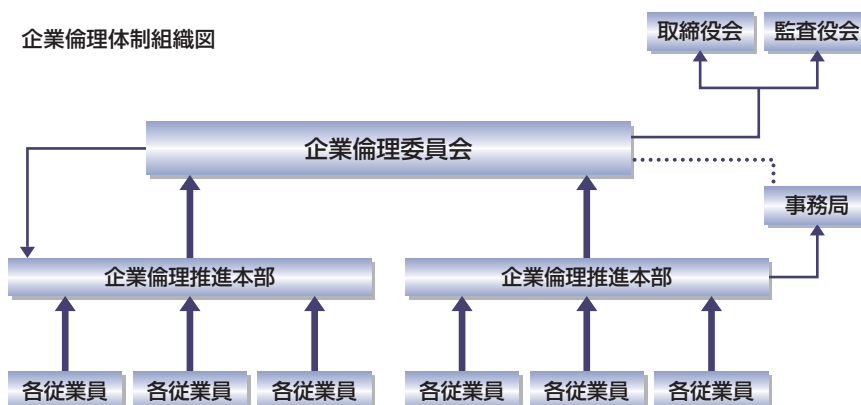 企業倫理体制組織図
取締役会
監査役会
企業倫理委員会
事務局
企業倫理推進本部
企業倫理推進本部
各従業員
各従業員
各従業員
各従業員
各従業員
各従業員